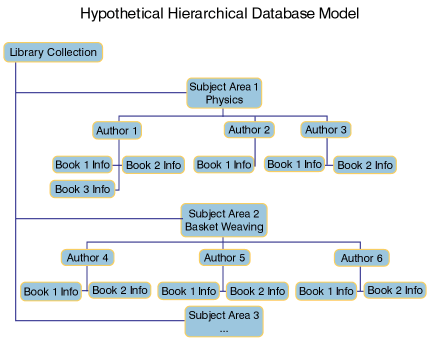 Hypothetical Hierarchical Database Model
Library Collection
Subject Area 1
Physics
Author 1
Author 2
Author 3
Book 1 Info
Book 2 Info
Book 1 Info
Book 1 Info
Book 2 Info
Book 3 Info
Subject Area 2
Basket Weaving
Author 4
Author 5
Author 6
Book 1 Info
Book 2 Info
Book 1 Info
Book 2 Info
Book 1 Info
Book 2 Info
Subject Area 3
...